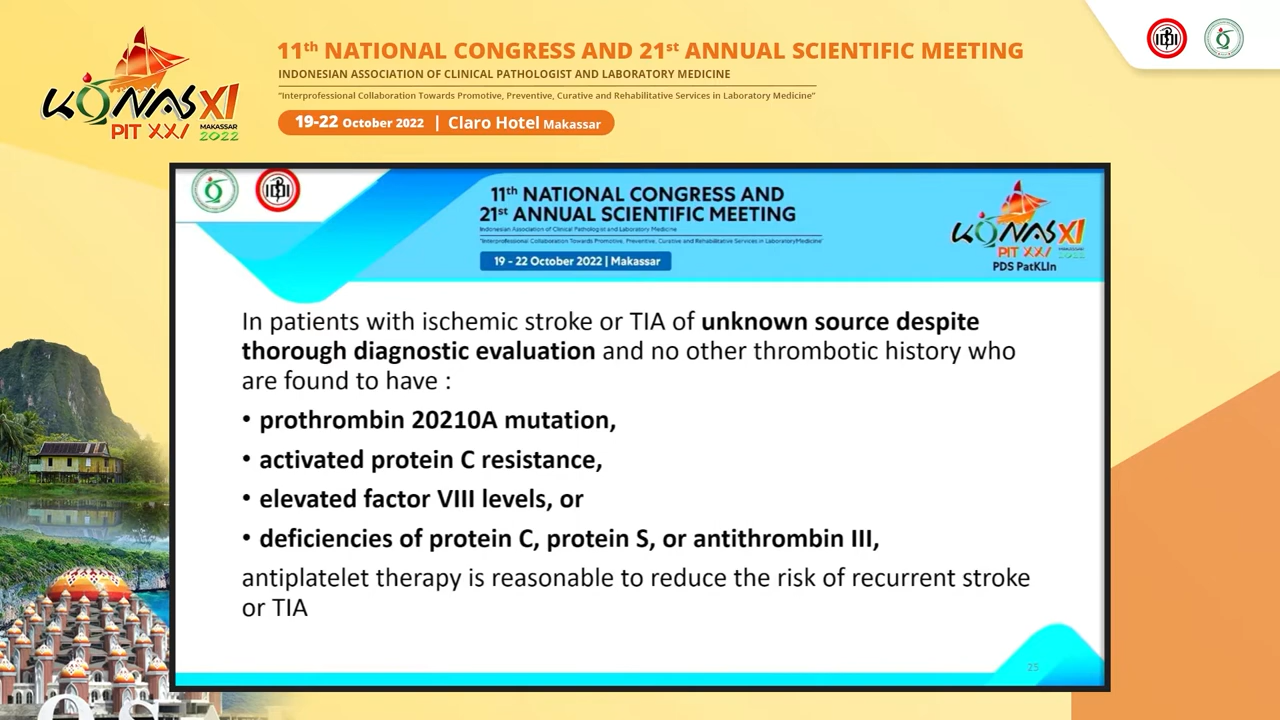 11th NATIONAL CONGRESS AND 21st ANNUAL SCIENTIFIC MEETING
INDONESIAN ASSOCIATION OF CLINICAL PATHOLOGIST AND LABORATORY MEDICINE
"Interprofessional Collaboration Towards Promotive, Preventive, Curative and Rehabilitative Services in Laboratory Medicine"
19-22 October 2022 | Claro Hotel Makassar
KONAS XI
PIT XXI MAKASSAR
2022
11th NATIONAL CONGRESS AND
21st ANNUAL SCIENTIFIC MEETING
Indonesian Association of Clinical Pathologist and Laboratory Medicine
"Interprofessional Collaboration Towards Promotive, Preventive, Curative and Rehabilitative Services in LaboratoryMedicine"
19 - 22 October 2022 | Makassar
KONAS XI
PIT XXI
PDS PatKLIn
In patients with ischemic stroke or TIA of unknown source despite
thorough diagnostic evaluation and no other thrombotic history who
are found to have :
• prothrombin 20210A mutation,
• activated protein C resistance,
• elevated factor VIII levels, or
• deficiencies of protein C, protein S, or antithrombin III,
antiplatelet therapy is reasonable to reduce the risk of recurrent stroke
or TIA
25